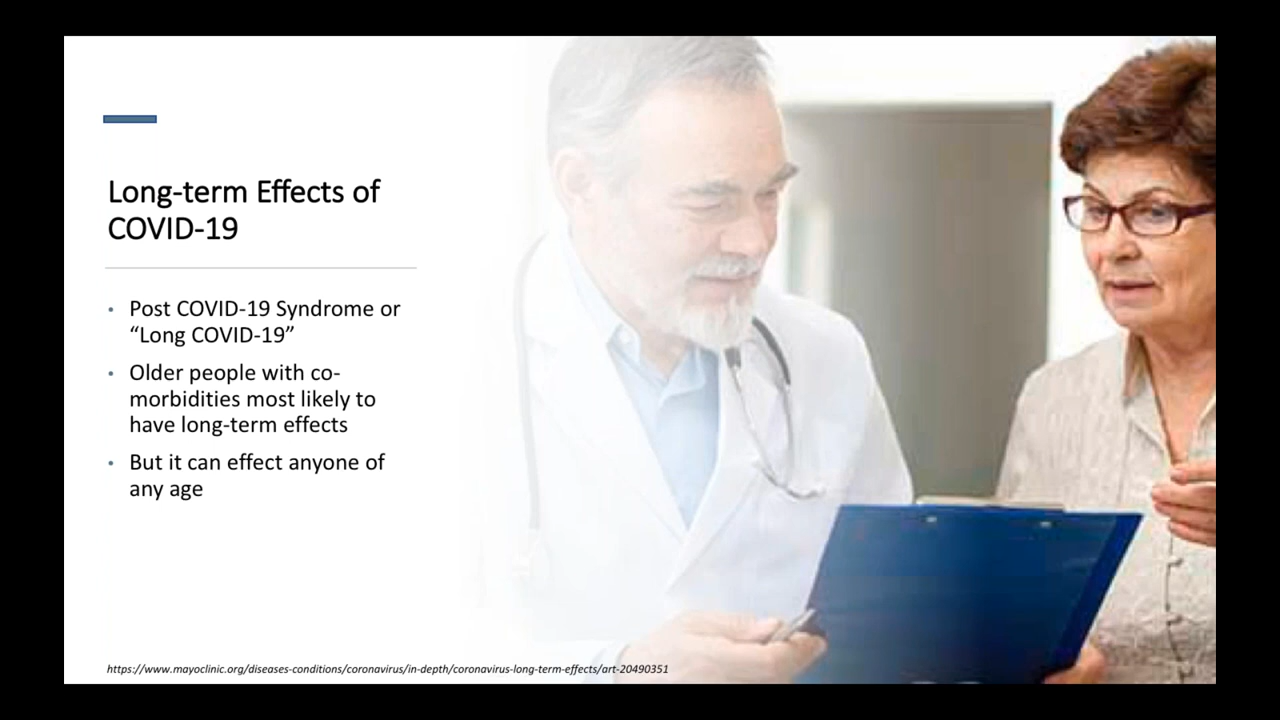 Long-term Effects of
COVID-19
• Post COVID-19 Syndrome or
“Long COVID-19”
• Older people with co-
morbidities most likely to
have long-term effects
• But it can effect anyone of
any age
https://www.mayoclinic.org/diseases-conditions/coronavirus/in-depth/coronavirus-long-term-effects/art-20490351